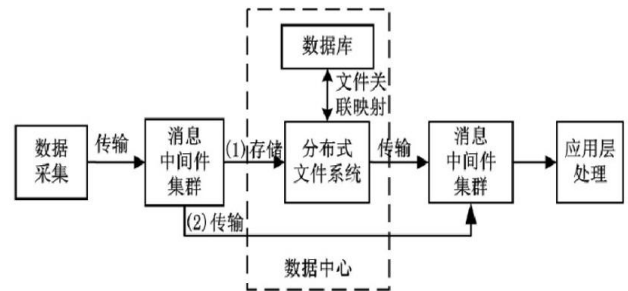 数据库
文件关
联映射
数据
采集
传输
消息
中间件
集群
(1)存储
分布式
文件系统
传输
消息
中间件
集群
应用层
处理
(2)传输
数据中心